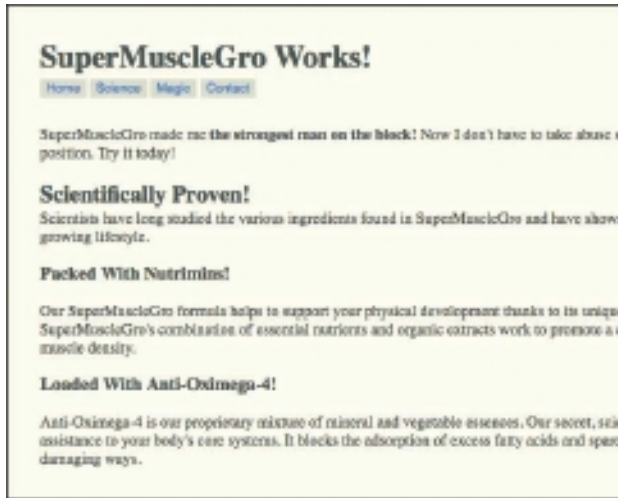 SuperMuscleGro Works!
Home Science Magic Contact
SuperMuscleGro made me the strongest man on the block! Now I don't have to take abuse
position. Try it today!
Scientifically Proven!
Scientists have long studied the various ingredients found in SuperMuscleGro and have show
growing lifestyle.
Packed With Nutrimins!
Our SuperMuscleGro formula helps to support your physical development thanks to its unique
SuperMuscleGro's combination of essential nutrients and organic extracts work to promote a
muscle density.
Loaded With Anti-Oximega-4!
Anti-Oximega-4 is our proprietary mixture of mineral and vegetable essences. Our secret, scie
assistance to your body's core systems. It blocks the adsorption of excess fatty acids and spare
damaging ways.